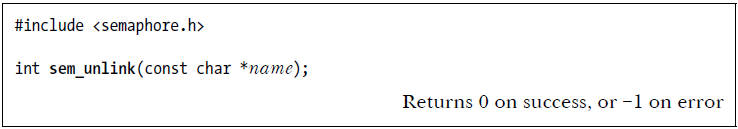 #include <semaphore.h>
int sem_unlink(const char *name);
Returns 0 on success, or −1 on error